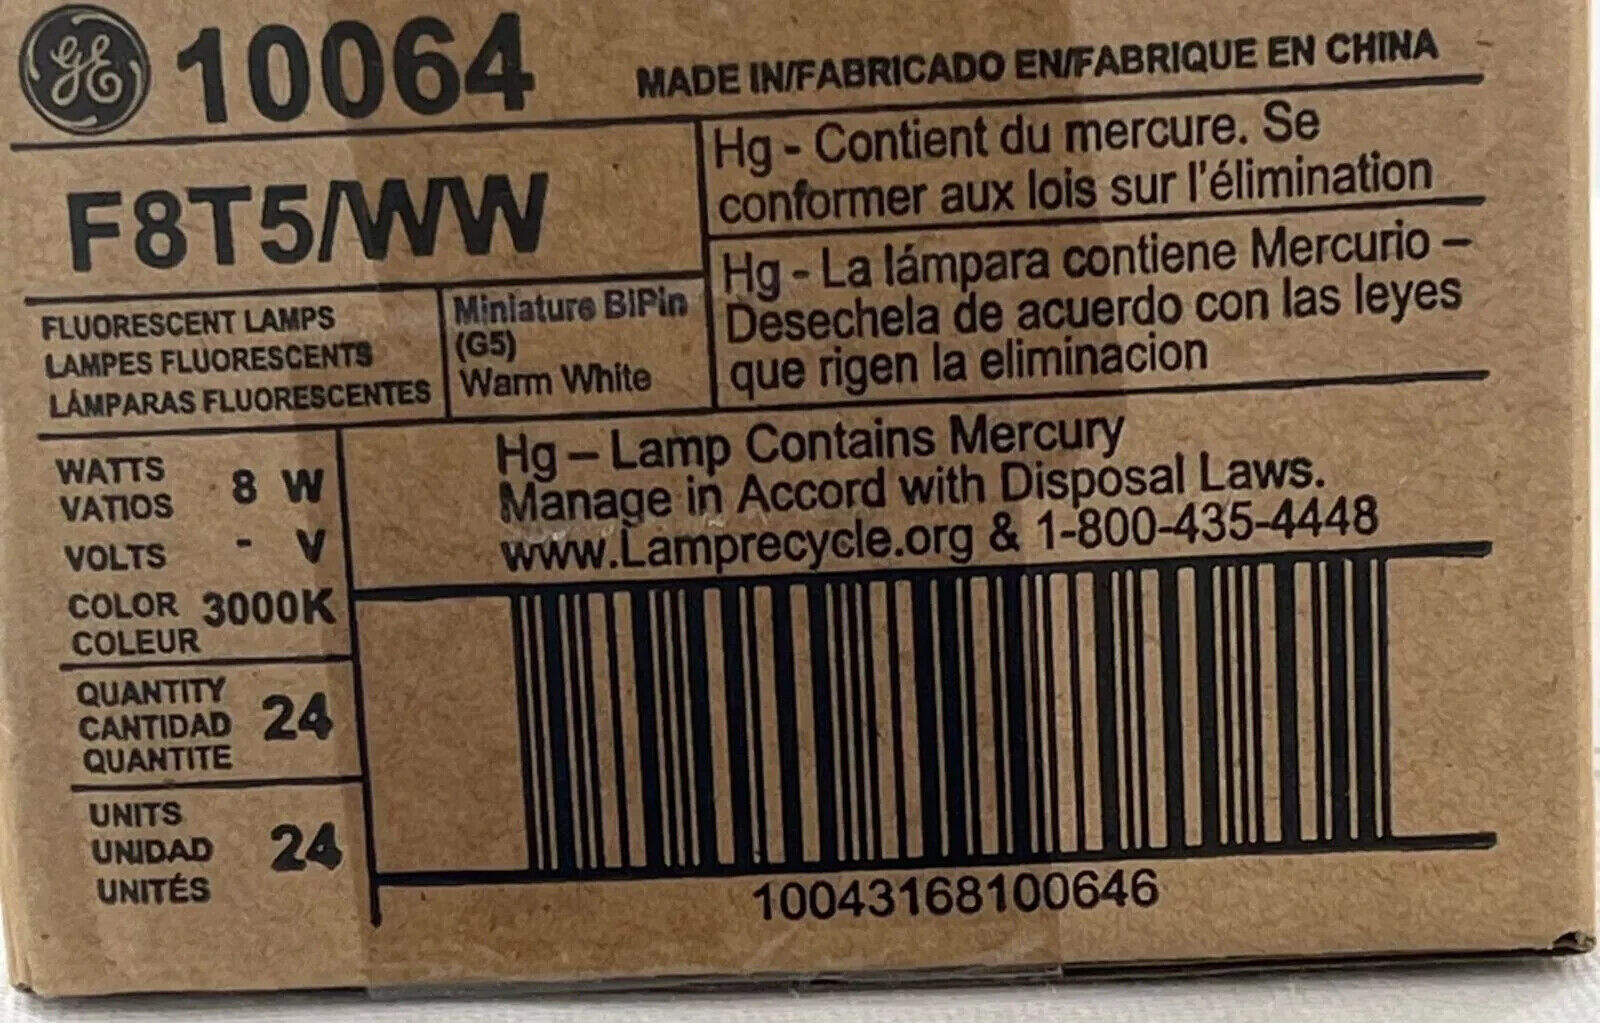 GE 10064
MADE IN/FABRICADO EN/FABRIQUE EN CHINA
F8T5/WW
Hg - Contient du mercure. Se
conformer aux lois sur l'élimination
Hg - La lámpara contiene Mercurio –
Desechela de acuerdo con las leyes
que rigen la eliminacion
FLUORESCENT LAMPS
LAMPES FLUORESCENTS
LÁMPARAS FLUORESCENTES
Miniature BiPin
(G5)
Warm White
WATTS
VATIOS
8 W
VOLTS - V
COLOR 3000K
COLEUR
QUANTITY
CANTIDAD
QUANTITE
24
UNITS
UNIDAD
UNITÉS
24
Hg – Lamp Contains Mercury
Manage in Accord with Disposal Laws.
www.Lamprecycle.org & 1-800-435-4448
10043168100646